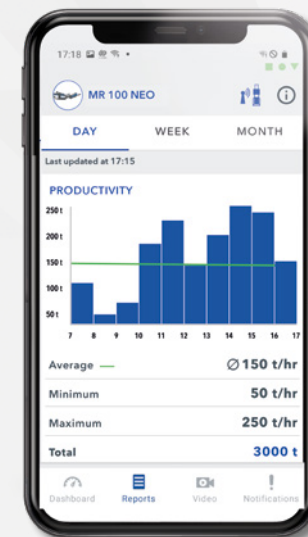 17:18
MR 100 NEO
DAY WEEK MONTH
Last updated at 17:15
PRODUCTIVITY
250 t
200 t
150 t
100 t
50 t
7 8 9 10 11 12 13 14 15 16 17
Average Ø 150 t/hr
Minimum 50 t/hr
Maximum 250 t/hr
Total 3000 t
Dashboard Reports Video Notifications